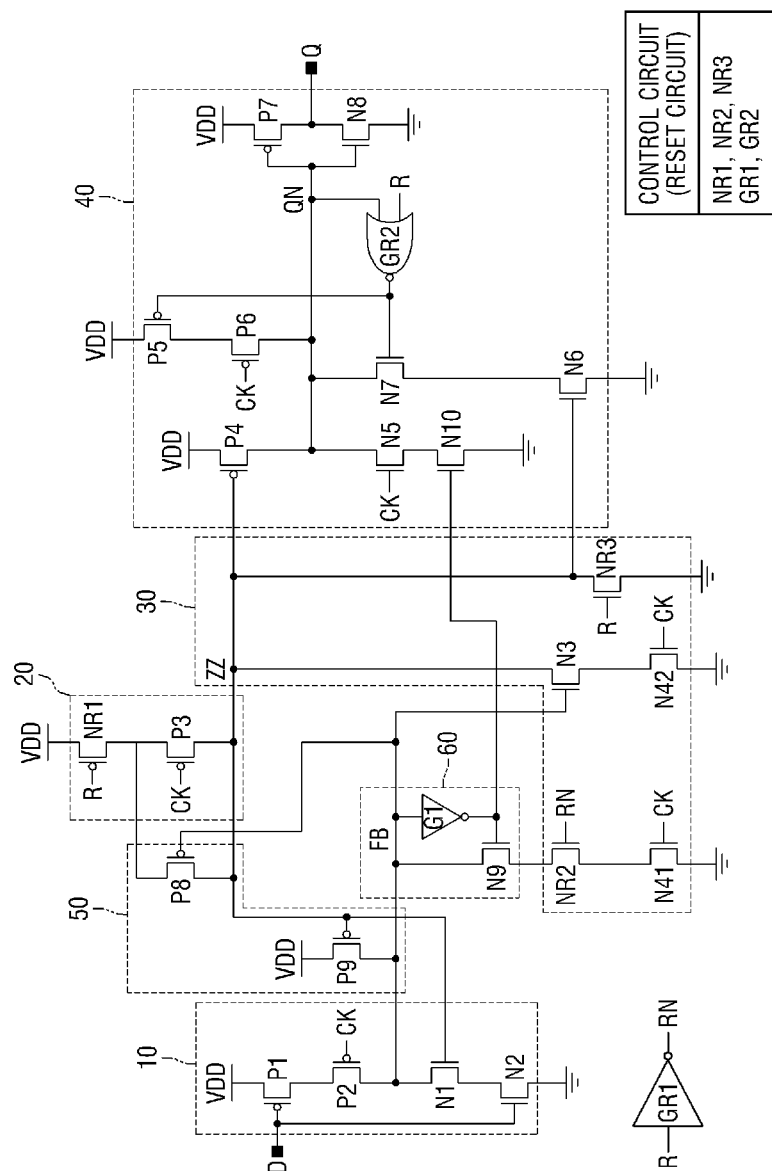 10
20
30
40
50
60
VDD
P1
D
P2
CK
N1
N2
VDD
P9
P8
VDD
NR1
R
P3
CK
ZZ
FB
G1
N9
NR2
RN
N41
CK
N3
N42
CK
NR3
R
VDD
P4
N5
CK
N10
VDD
P5
P6
CK
N7
N6
QN
GR2
R
VDD
P7
N8
Q
R
GR1
RN
CONTROL CIRCUIT
(RESET CIRCUIT)
NR1, NR2, NR3
GR1, GR2